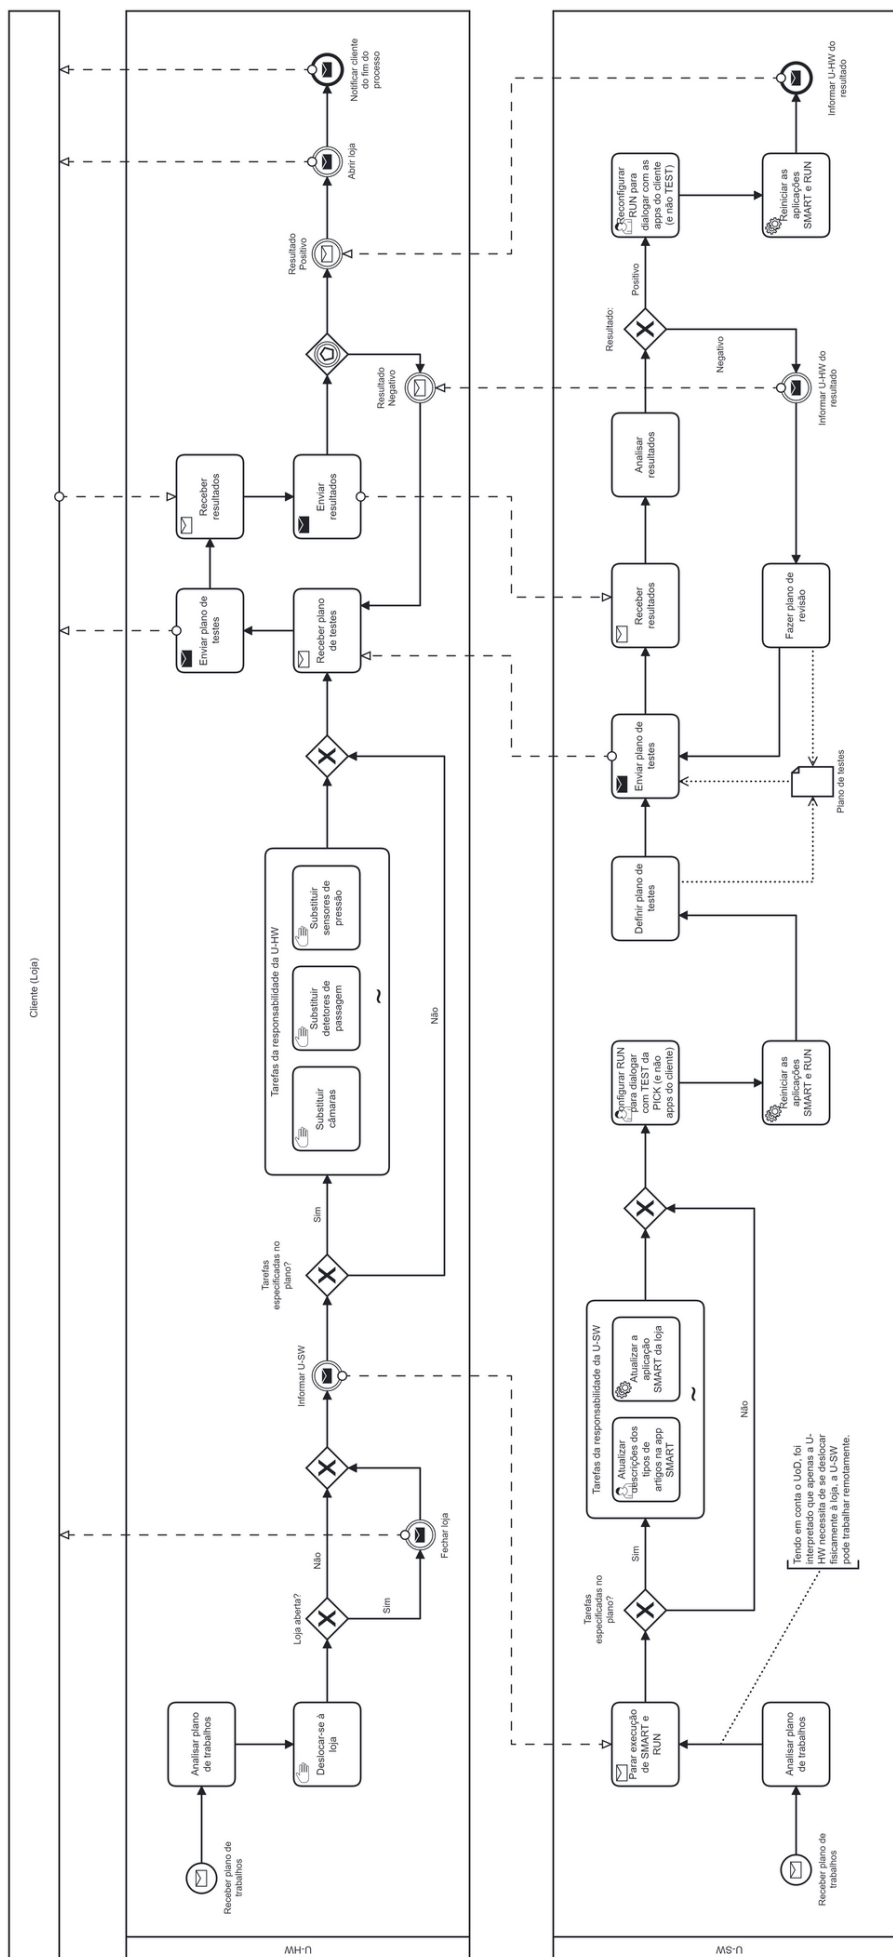 Cliente (Loja)
U-HW
Receber plano de
trabalhos
Analisar plano
de trabalhos
Deslocar-se à
loja
Loja aberta?
Não
Sim
Fechar loja
Informar U-SW
Tarefas
especificadas no
plano?
Sim
Não
Tarefas da responsabilidade da U-HW
Substituir
câmaras
Substituir
detetores de
passagem
Substituir
sensores de
pressão
Receber plano
de testes
Enviar plano de
testes
Receber
resultados
Enviar
resultados
Resultado
Negativo
Resultado
Positivo
Abrir loja
Notificar cliente
do fim do
processo
U-SW
Receber plano de
trabalhos
Analisar plano
de trabalhos
Parar execução
de SMART e
RUN
Tendo em conta o UoD, foi
interpretado que apenas a U-
HW necessita de se deslocar
fisicamente à loja, a U-SW
pode trabalhar remotamente.
Tarefas
especificadas no
plano?
Sim
Não
Tarefas da responsabilidade da U-SW
Atualizar
descrições dos
tipos de
artigos na app
SMART
Atualizar a
aplicação
SMART da loja
onfigurar RUN
para dialogar
com TEST da
PICK (e não
apps do cliente)
Reiniciar as
aplicações
SMART e RUN
Definir plano de
testes
Plano de testes
Enviar plano de
testes
Receber
resultados
Analisar
resultados
Fazer plano de
revisão
Resultado:
Positivo
Negativo
Informar U-HW do
resultado
Reconfigurar
RUN para
dialogar com as
apps do cliente
(e não TEST)
Reiniciar as
aplicações
SMART e RUN
Informar U-HW do
resultado